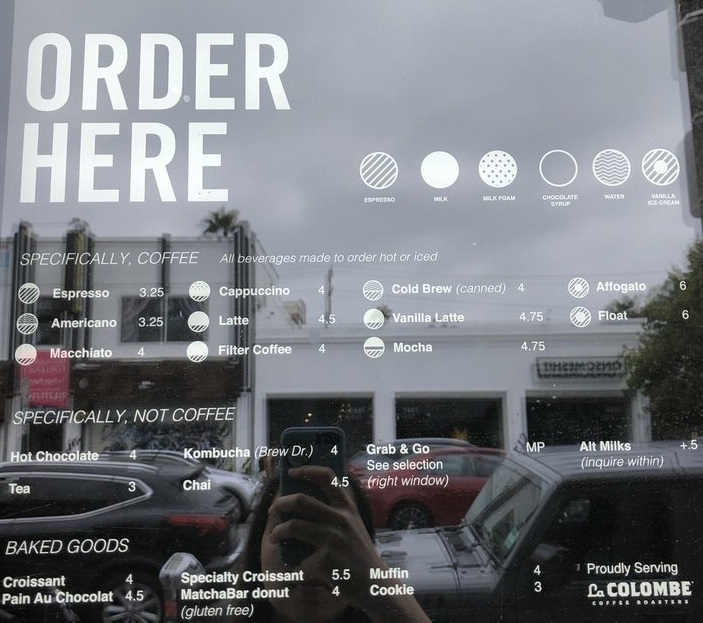 ORDER
HERE
ESPRESSO
MILK
MILK FOAM
CHOCOLATE
SYRUP
WATER
VANILLA
ICE-CREAM
SPECIFICALLY, COFFEE All beverages made to order hot or iced
Espresso 3.25
Americano 3.25
Macchiato 4
Cappuccino 4
Latte 4.5
Filter Coffee 4
Cold Brew (canned) 4
Vanilla Latte 4.75
Mocha 4.75
Affogato 6
Float 6
SPECIFICALLY, NOT COFFEE
Hot Chocolate 4
Tea 3
Kombucha (Brew Dr.) 4
Chai 4.5
Grab & Go MP
See selection
(right window)
Alt Milks +.5
(inquire within)
BAKED GOODS
Croissant 4
Pain Au Chocolat 4.5
Specialty Croissant 5.5
MatchaBar donut 4
(gluten free)
Muffin 4
Cookie 3
Proudly Serving
La COLOMBE
COFFEE ROASTERS